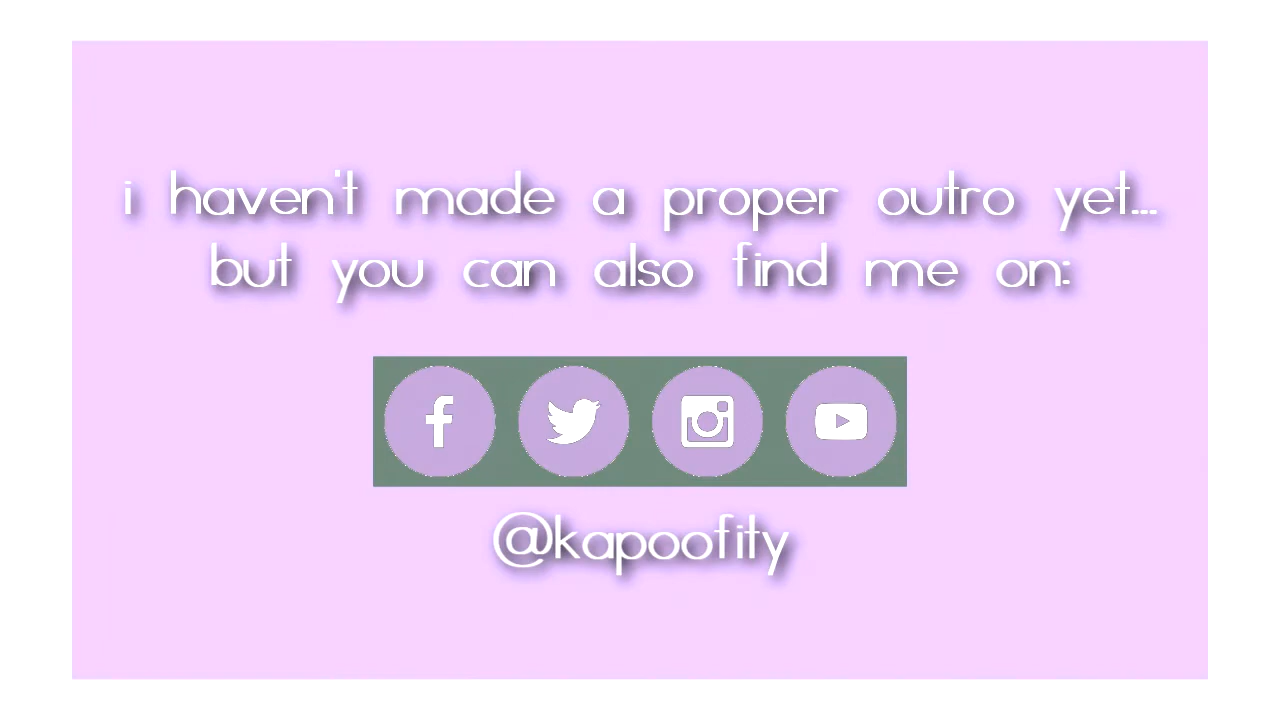 i haven't made a proper outro yet...
but you can also find me on:
@kapoofity